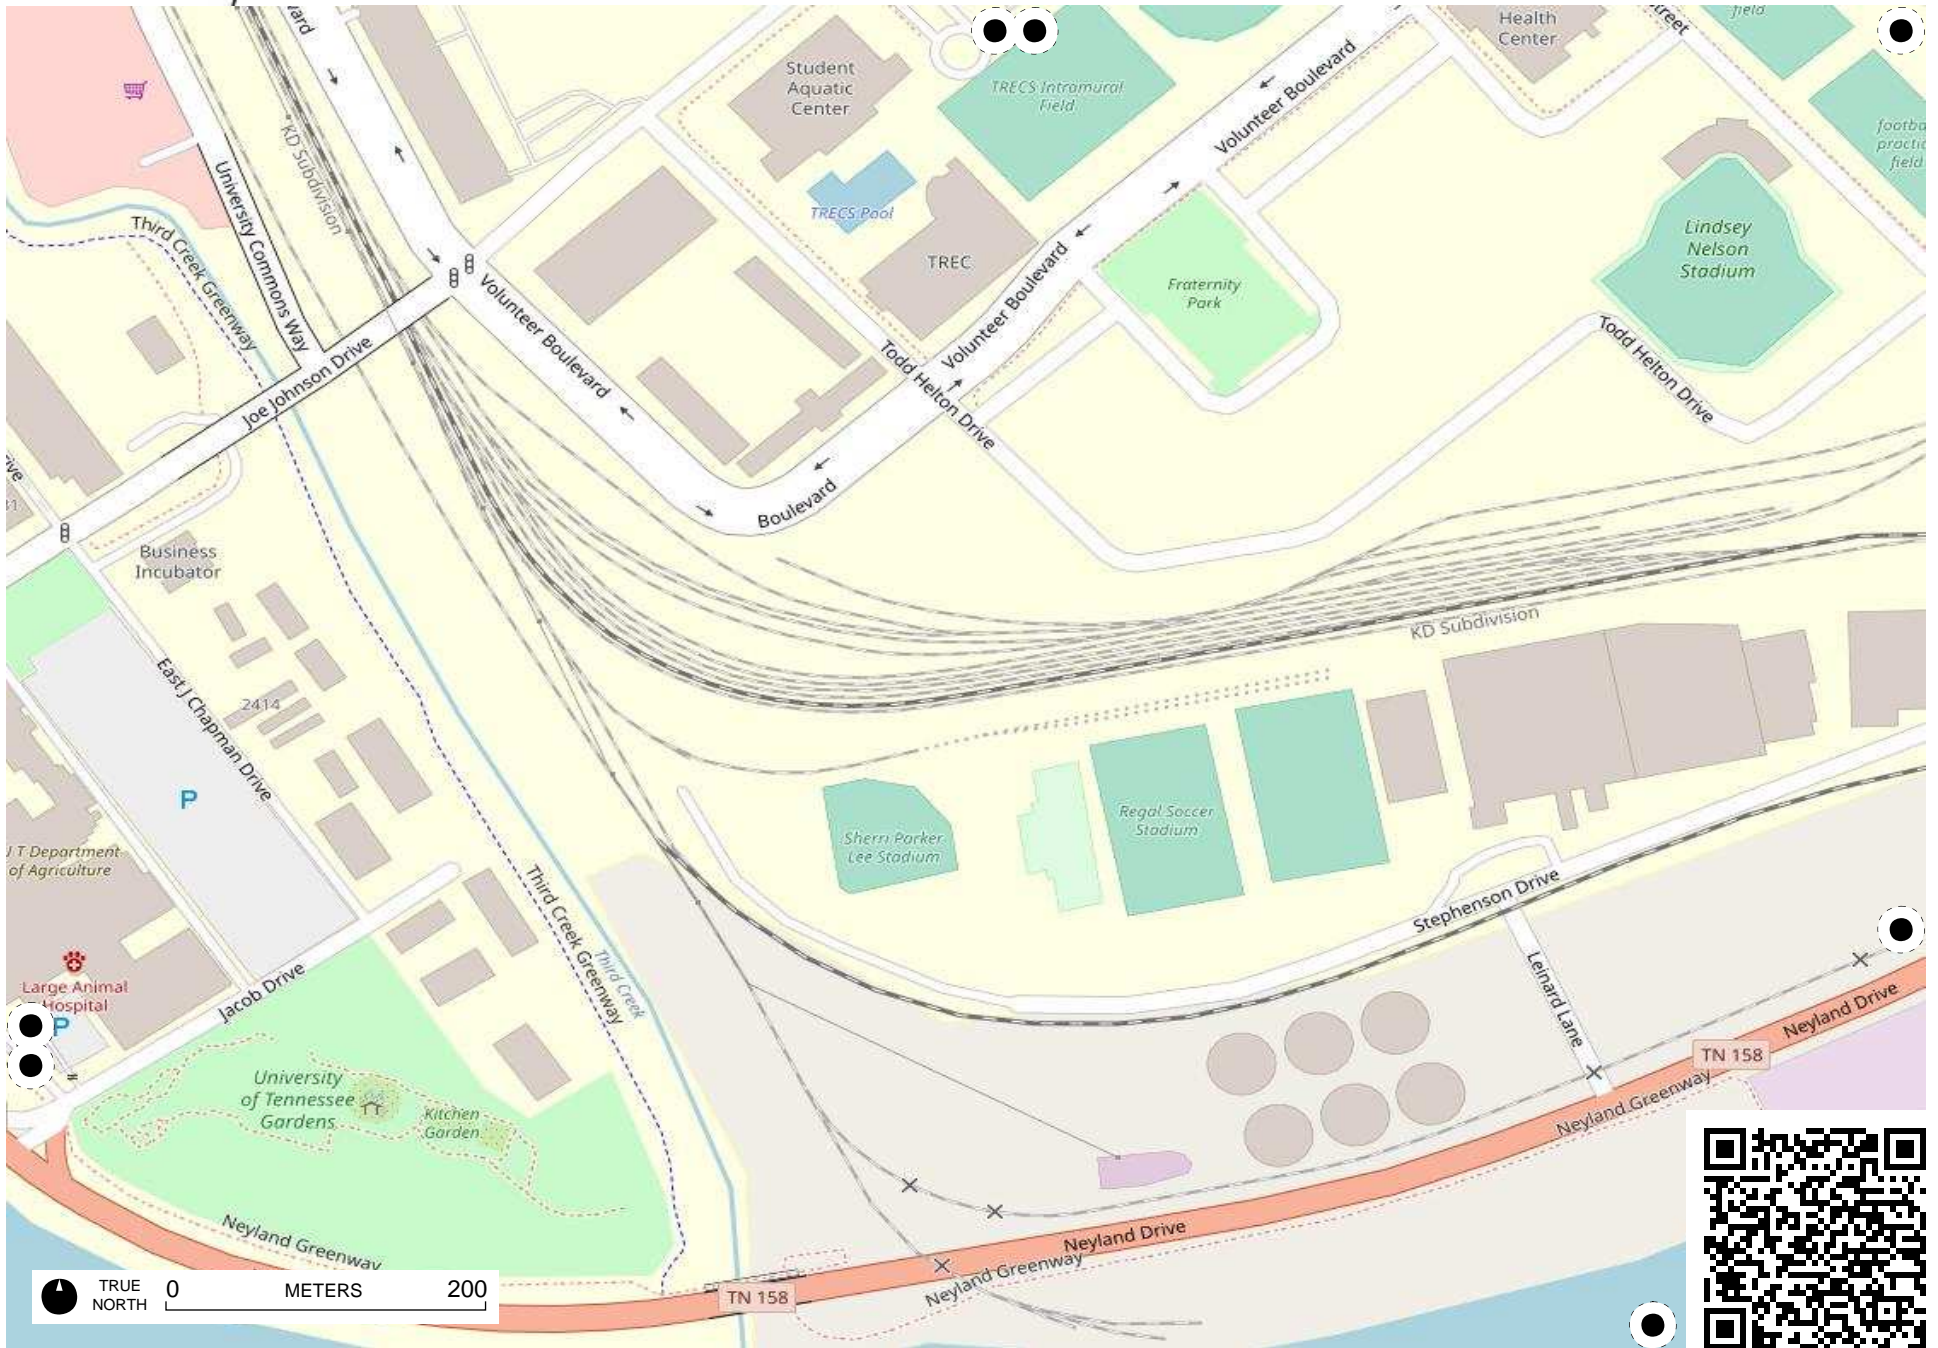 Health
Center
field
Student
Aquatic
Center
TRECS Intramural
Field
Volunteer Boulevard
KD Subdivision
University Commons Way
TRECS Pool
TREC
Lindsey
Nelson
Stadium
Third Creek Greenway
Volunteer Boulevard
Volunteer Boulevard
Fraternity
Park
Todd Helton Drive
Todd Helton Drive
Joe Johnson Drive
Boulevard
Business
Incubator
KD Subdivision
East J Chapman Drive
2414
P
Regal Soccer
Stadium
Sherri Parker
Lee Stadium
U T Department
of Agriculture
Stephenson Drive
Third Creek Greenway
Third Creek
Leinard Lane
Large Animal
Hospital
P
Jacob Drive
Neyland Drive
TN 158
University
of Tennessee
Gardens
Kitchen
Garden
Neyland Greenway
Neyland Drive
Neyland Greenway
Neyland Greenway
TN 158
TRUE
NORTH
0 METERS 200